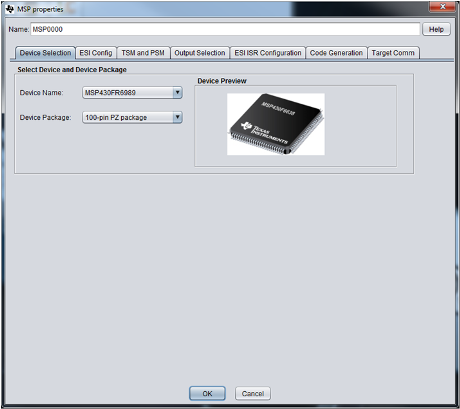 MSP properties
Name: MSP0000 Help
Device Selection ESI Config TSM and PSM Output Selection ESI ISR Configuration Code Generation Target Comm
Select Device and Device Package
Device Preview
Device Name: MSP430FR6989
Device Package: 100-pin PZ package
TEXAS
INSTRUMENTS
OK Cancel